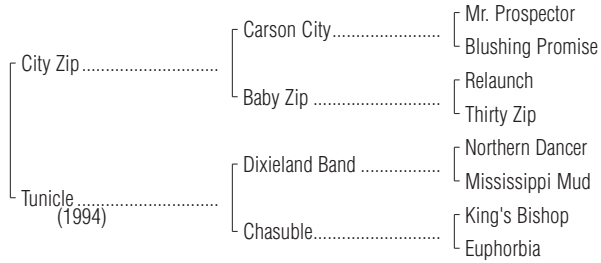 Mr. Prospector
Carson City......................
Blushing Promise
City Zip .............................
Relaunch
Baby Zip ...........................
Thirty Zip
Northern Dancer
Dixieland Band .................
Mississippi Mud
Tunicle..............................
(1994)
King's Bishop
Chasuble...........................
Euphorbia